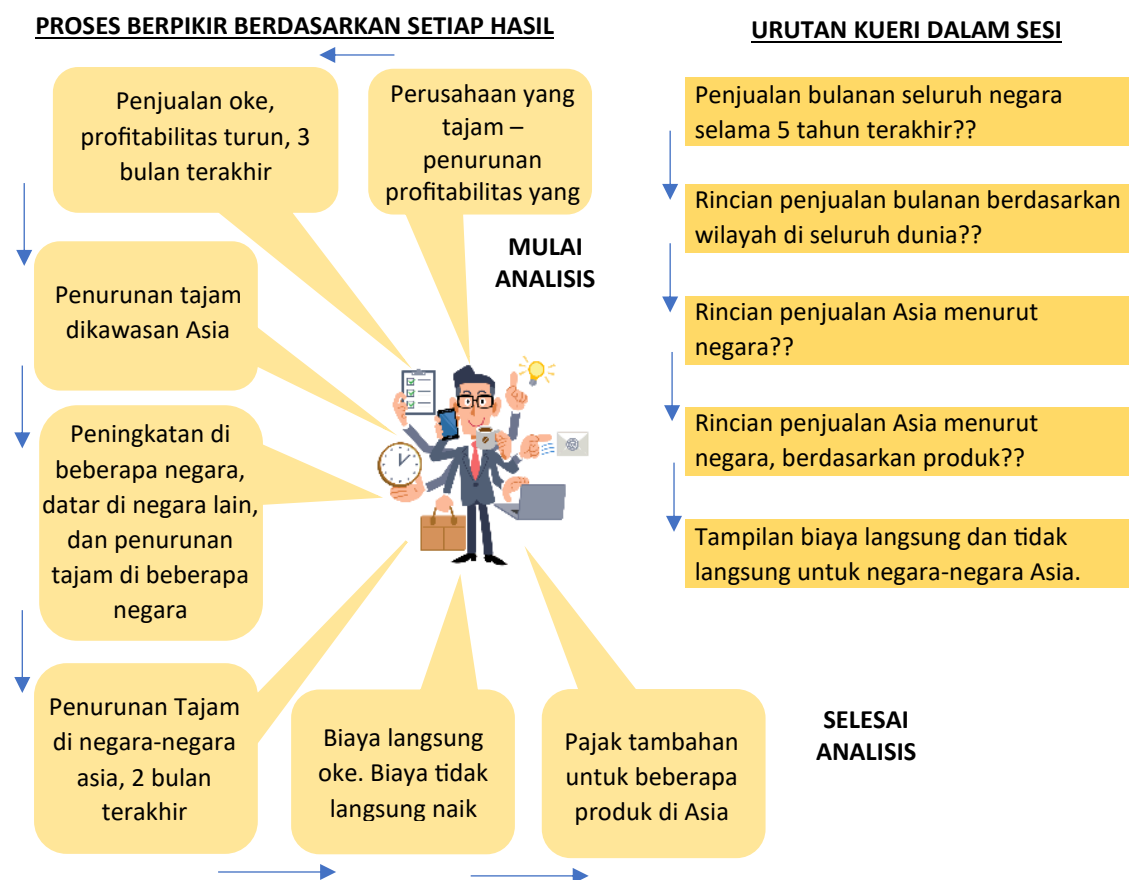 PROSES BERPIKIR BERDASARKAN SETIAP HASIL
Perusahaan yang
tajam –
penurunan
profitabilitas yang
Penjualan oke,
profitabilitas turun, 3
bulan terakhir
MULAI
ANALISIS
Penurunan tajam
dikawasan Asia
Peningkatan di
beberapa negara,
datar di negara lain,
dan penurunan
tajam di beberapa
negara
Penurunan Tajam
di negara-negara
asia, 2 bulan
terakhir
Biaya langsung
oke. Biaya tidak
langsung naik
Pajak tambahan
untuk beberapa
produk di Asia
SELESAI
ANALISIS
URUTAN KUERI DALAM SESI
Penjualan bulanan seluruh negara
selama 5 tahun terakhir??
Rincian penjualan bulanan berdasarkan
wilayah di seluruh dunia??
Rincian penjualan Asia menurut
negara??
Rincian penjualan Asia menurut
negara, berdasarkan produk??
Tampilan biaya langsung dan tidak
langsung untuk negara-negara Asia.